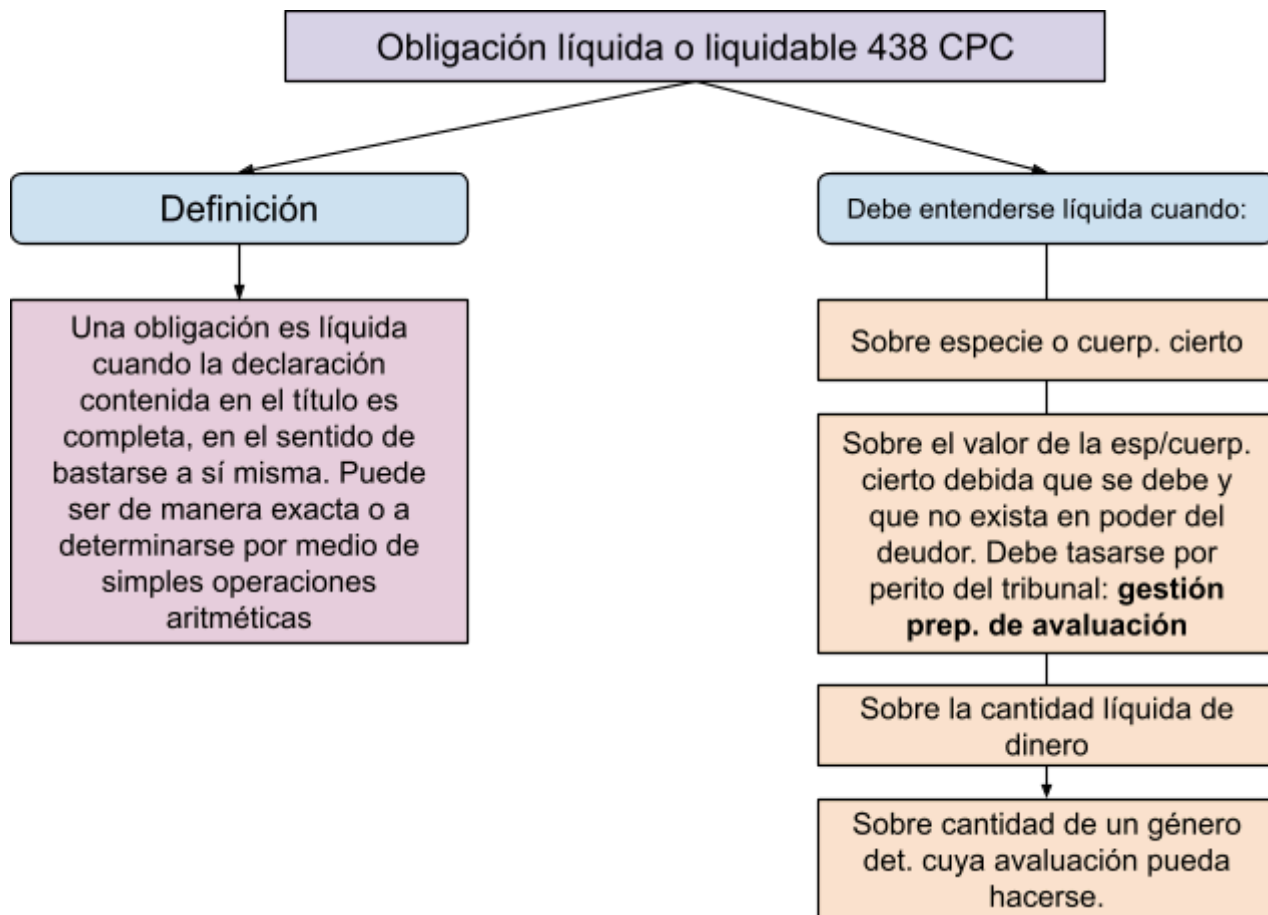 Obligación líquida o liquidable 438 CPC
Definición
Una obligación es líquida
cuando la declaración
contenida en el título es
completa, en el sentido de
bastarse a sí misma. Puede
ser de manera exacta o a
determinarse por medio de
simples operaciones
aritméticas
Debe entenderse líquida cuando:
Sobre especie o cuerp. cierto
Sobre el valor de la esp/cuerp.
cierto debida que se debe y
que no exista en poder del
deudor. Debe tasarse por
perito del tribunal: gestión
prep. de avaluación
Sobre la cantidad líquida de
dinero
Sobre cantidad de un género
det. cuya avaluación pueda
hacerse.